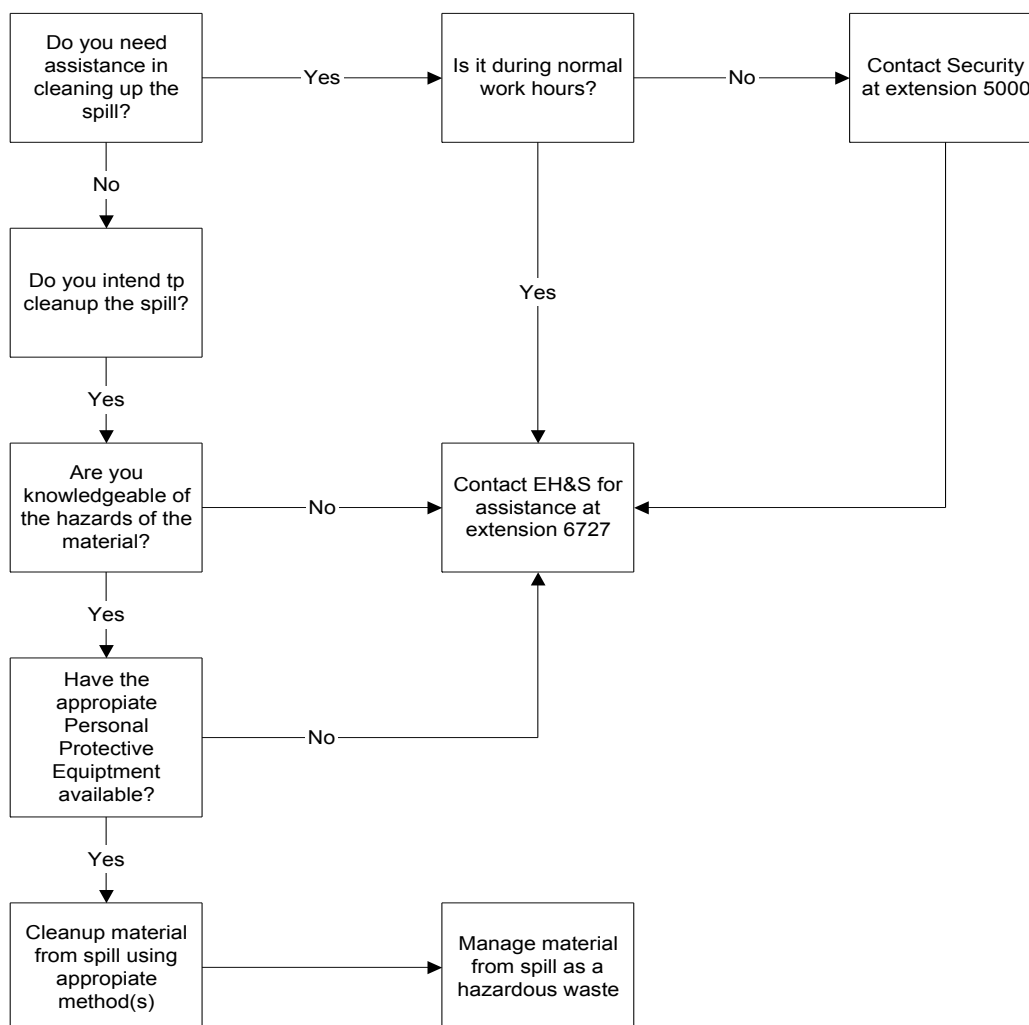 Do you need
assistance in
cleaning up the
spill?
Yes
Is it during normal
work hours?
No
Contact Security
at extension 5000
No
Do you intend tp
cleanup the spill?
Yes
Yes
Are you
knowledgeable of
the hazards of the
material?
No
Contact EH&S for
assistance at
extension 6727
Yes
Have the
appropiate
Personal
Protective
Equiptment
available?
No
Yes
Cleanup material
from spill using
appropiate
method(s)
Manage material
from spill as a
hazardous waste